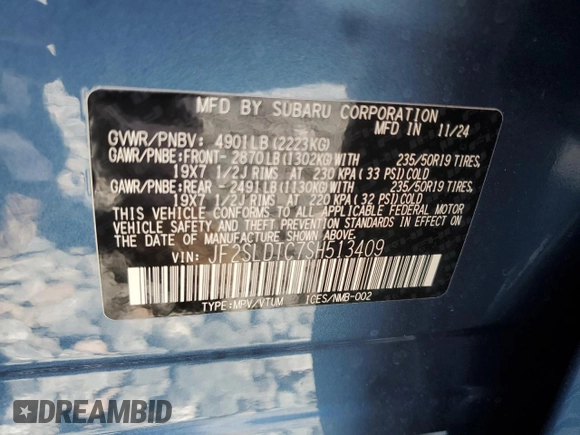 MFD BY SUBARU CORPORATION
MFD IN 11/24
GVWR/PNBV: 4901LB(2223KG)
GAWR/PNBE:FRONT- 2870LB(1302KG)WITH 235/50R19 TIRES,
19X7 1/2J RIMS AT 230 KPA(33 PSI)COLD
GAWR/PNBE:REAR - 2491LB(1130KG)WITH 235/50R19 TIRES,
19X7 1/2J RIMS AT 220 KPA(32 PSI)COLD
THIS VEHICLE CONFORMS TO ALL APPLICABLE FEDERAL MOTOR
VEHICLE SAFETY AND THEFT PREVENTION STANDARDS IN EFFECT
ON THE DATE OF MANUFACTURE SHOWN ABOVE.
VIN: JF2SLDTC7SH513409
TYPE:MPV/VTUM ICES/NMB-002
DREAMBID